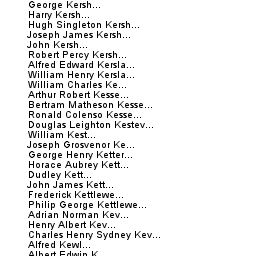 George Kersh...
Harry Kersh...
Hugh Singleton Kersh...
Joseph James Kersh...
John Kersh...
Robert Percy Kersh...
Alfred Edward Kersla...
William Henry Kersla...
William Charles Ke...
Arthur Robert Kesse...
Bertram Matheson Kesse...
Ronald Colenso Kesse...
Douglas Leighton Kestev...
William Kest...
Joseph Grosvenor Ke...
George Henry Ketter...
Horace Aubrey Kett...
Dudley Kett...
John James Kett...
Frederick Kettlewe...
Philip George Kettlewe...
Adrian Norman Kev...
Henry Albert Kev...
Charles Henry Sydney Kev...
Alfred Kewl...
Albert Edwin K...